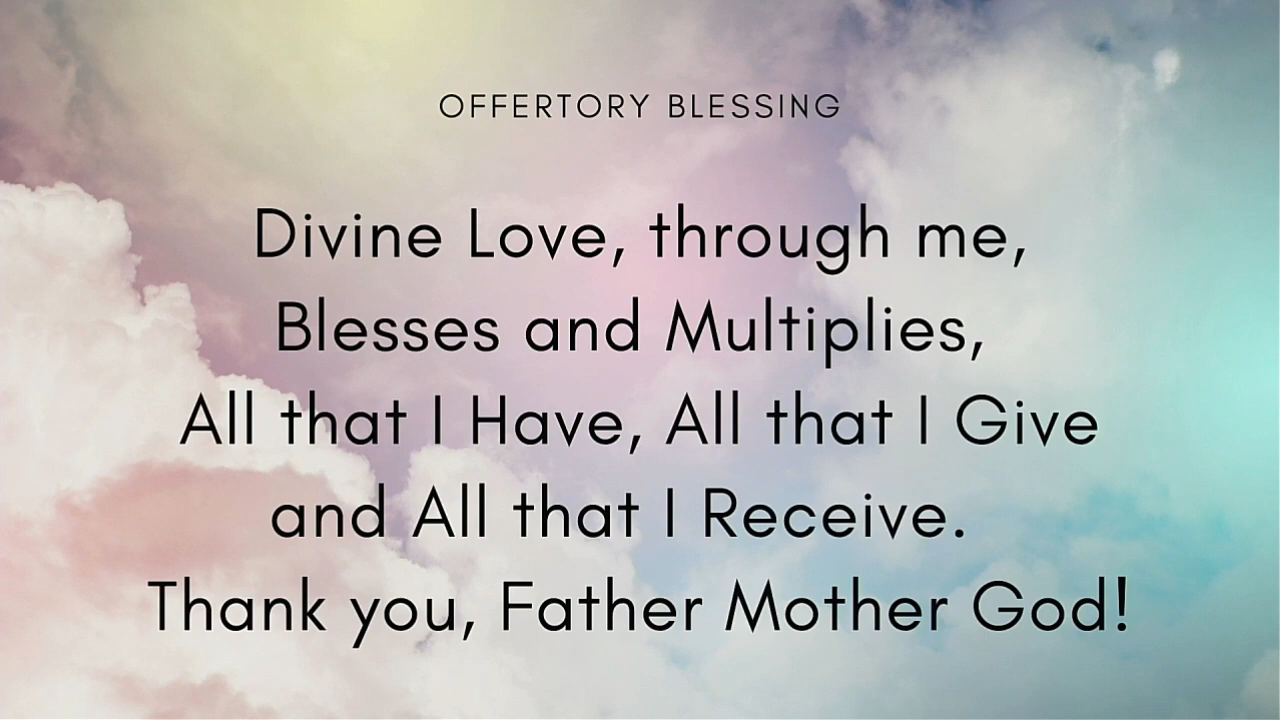 OFFERTORY BLESSING
Divine Love, through me,
Blesses and Multiplies,
All that I Have, All that I Give
and All that I Receive.
Thank you, Father Mother God!